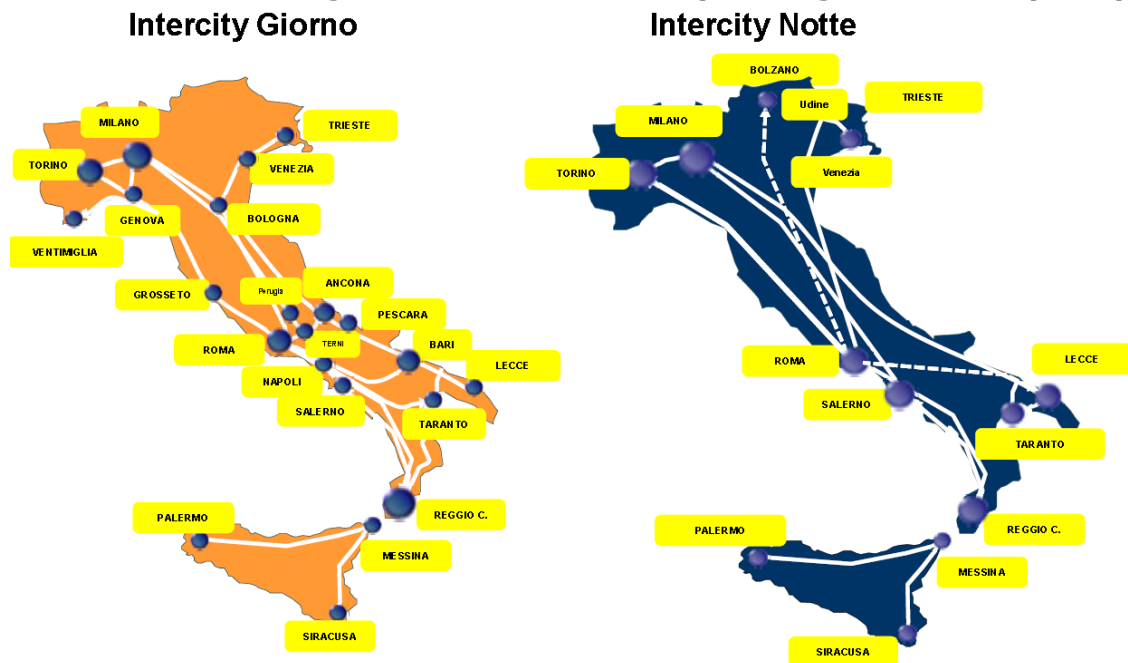 Intercity Giorno
MILANO
TRIESTE
TORINO
VENEZIA
GENOVA
BOLOGNA
VENTIMIGLIA
GROSSETO
Perugia
ANCONA
PESCARA
ROMA
TERNI
BARI
NAPOLI
LECCE
SALERNO
TARANTO
PALERMO
REGGIO C.
MESSINA
SIRACUSA
Intercity Notte
BOLZANO
Udine
TRIESTE
MILANO
TORINO
Venezia
ROMA
LECCE
SALERNO
TARANTO
PALERMO
REGGIO C.
MESSINA
SIRACUSA